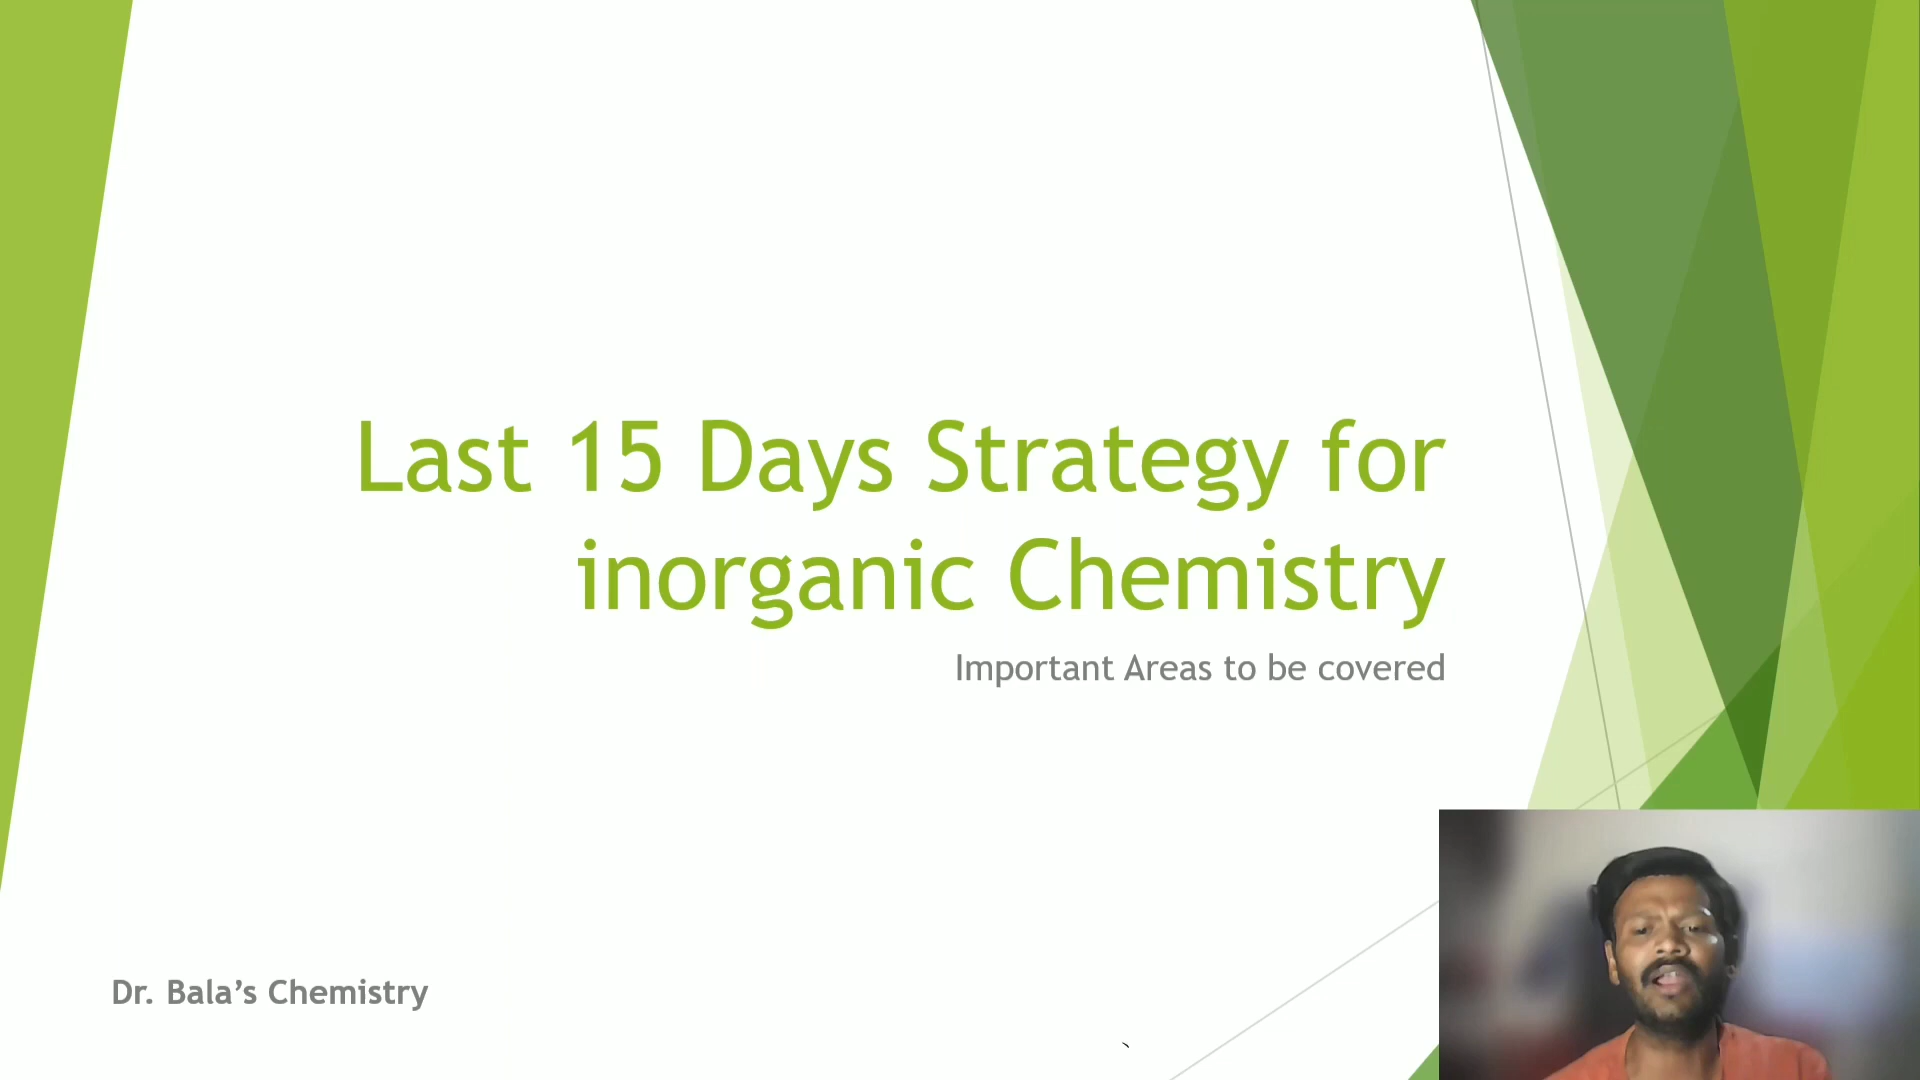 Last 15 Days Strategy for
inorganic Chemistry
Important Areas to be covered
Dr. Bala’s Chemistry